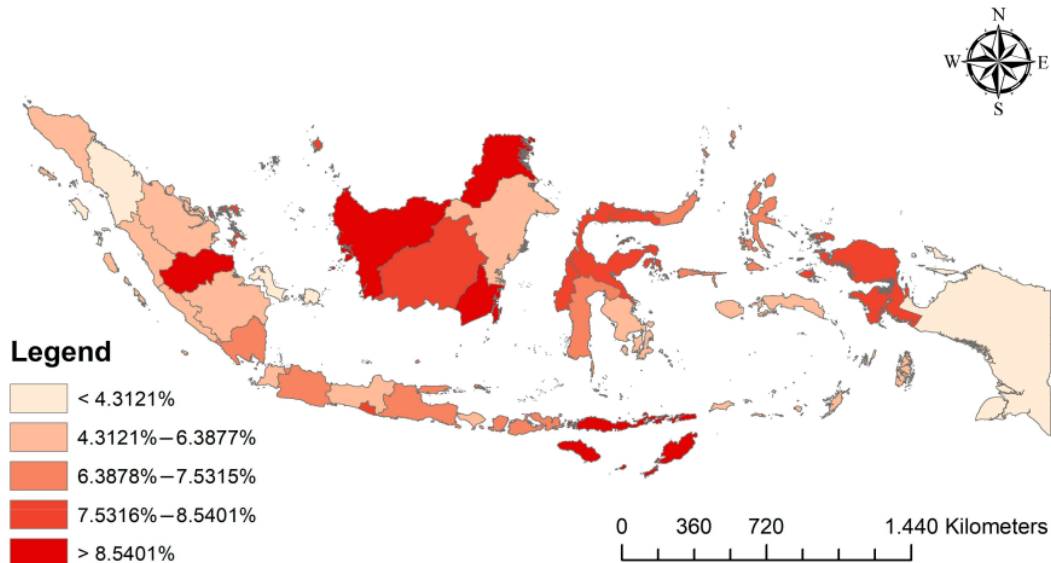 N
W E
S
Legend
< 4.3121%
4.3121%–6.3877%
6.3878%–7.5315%
7.5316%–8.5401%
> 8.5401%
0 360 720 1.440 Kilometers